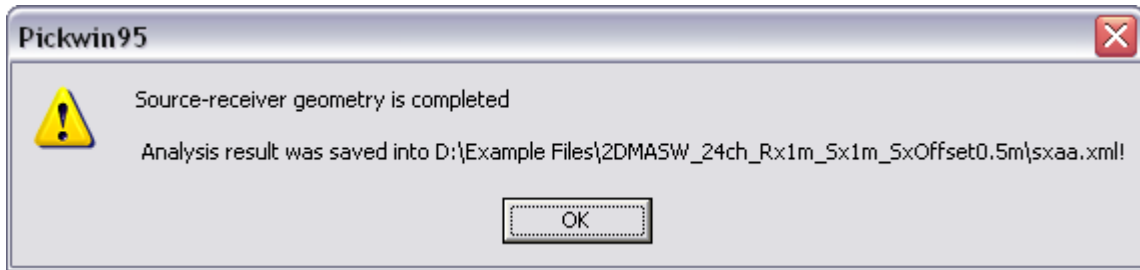 Pickwin95
Source-receiver geometry is completed
Analysis result was saved into D:\Example Files\2DMASW_24ch_Rx1m_Sx1m_SxOffset0.5m\sxaa.xml!
OK